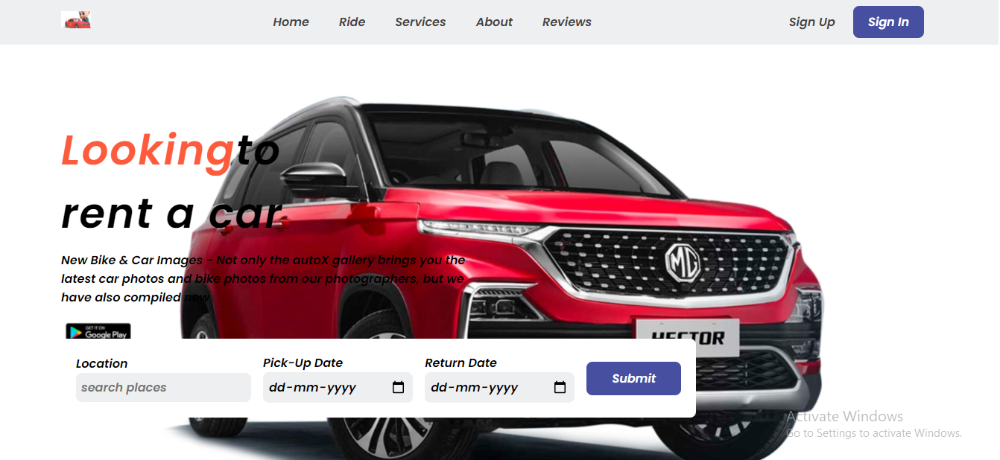 Home Ride Services About Reviews Sign Up Sign In
Looking to
rent a car
New Bike & Car Images - Not only the autoX gallery brings you the
latest car photos and bike photos from our photographers, but we
have also compiled new
GET IT ON
Google Play
MG
HECTOR
Location Pick-Up Date Return Date
search places dd-mm-yyyy dd-mm-yyyy Submit
Activate Windows
Go to Settings to activate Windows.